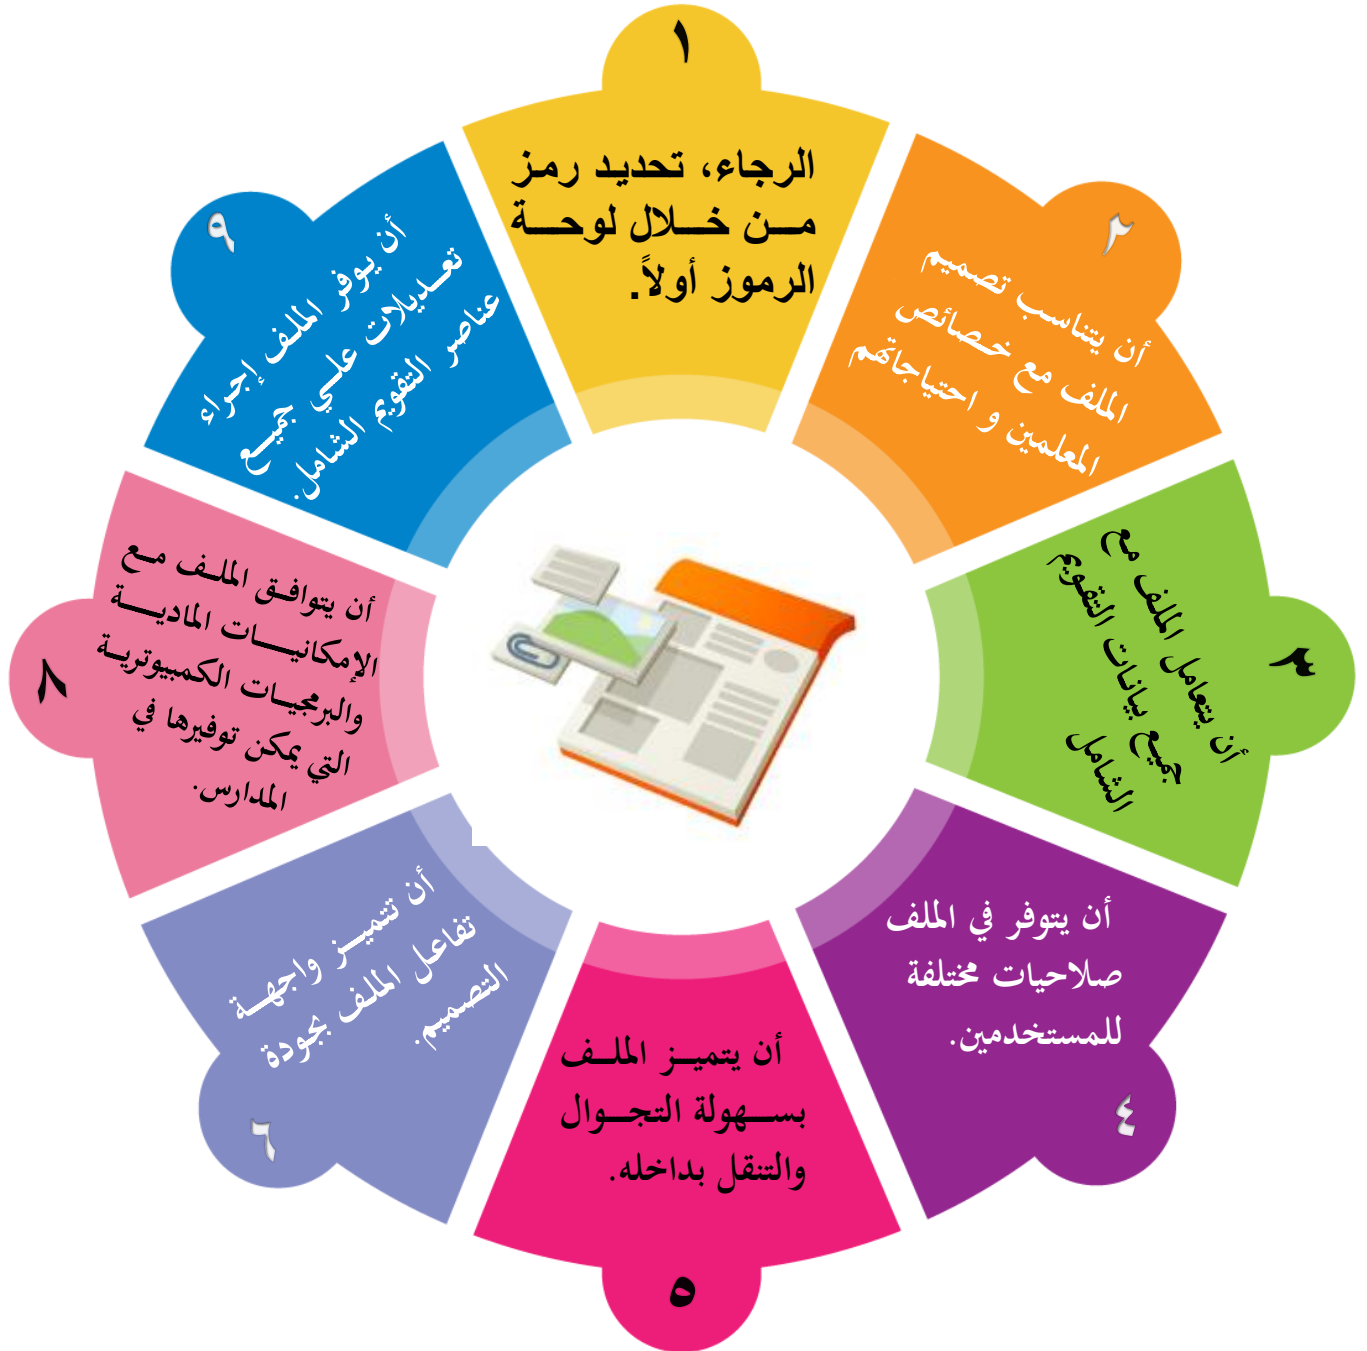 ١
الرجاء، تحديد رمز
من خلال لوحة
الرموز أولاً.
٢
أن يتناسب تصميم
الملف مع خصائص
المعلمين و احتياجاتهم
٣
أن يتعامل الملف مع
جميع بيانات التقويم
الشامل
٤
أن يتوفر في الملف
صلاحيات مختلفة
للمستخدمين.
٥
أن يتميز الملف
بسهولة التجوال
والتنقل بداخله.
٦
أن تتميز واجهة
تفاعل الملف بجودة
التصميم.
٨
أن يتوافق الملف مع
الإمكانيات المادية
والبرمجيات الكمبيوترية
التي يمكن توفيرها في
المدارس.
٩
أن يوفر الملف إجراء
تعديلات علي جميع
عناصر التقويم الشامل.